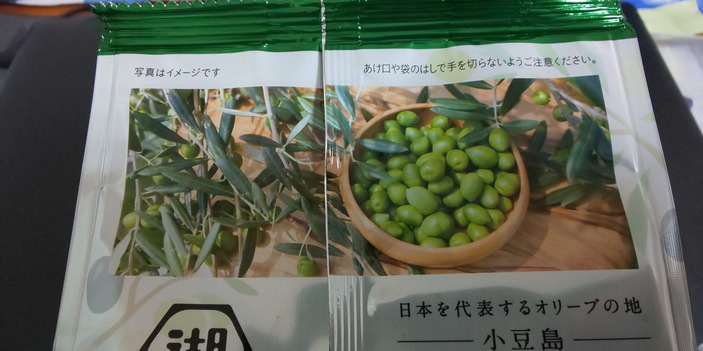 写真はイメージです
あけ口や袋のはしで手を切らないようご注意ください。
日本を代表するオリーブの地
小豆島
湖